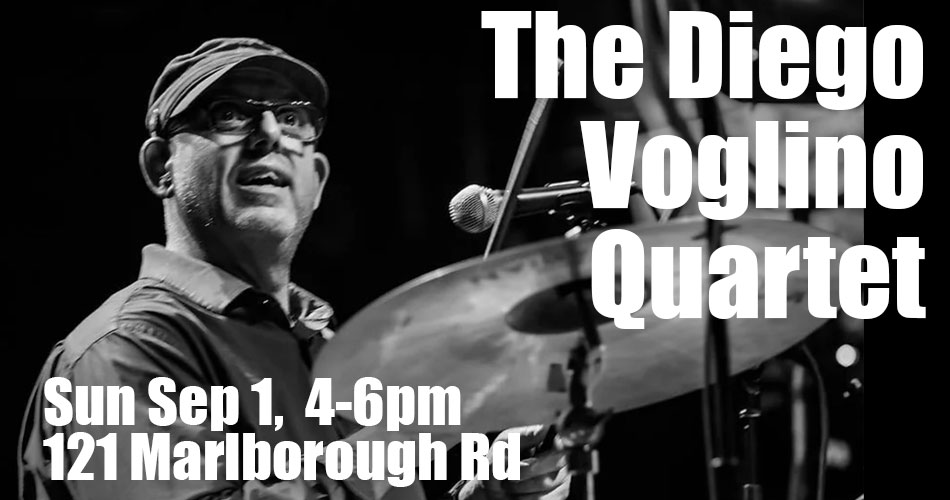 The Diego
Voglino
Quartet
Sun Sep 1, 4-6pm
121 Marlborough Rd